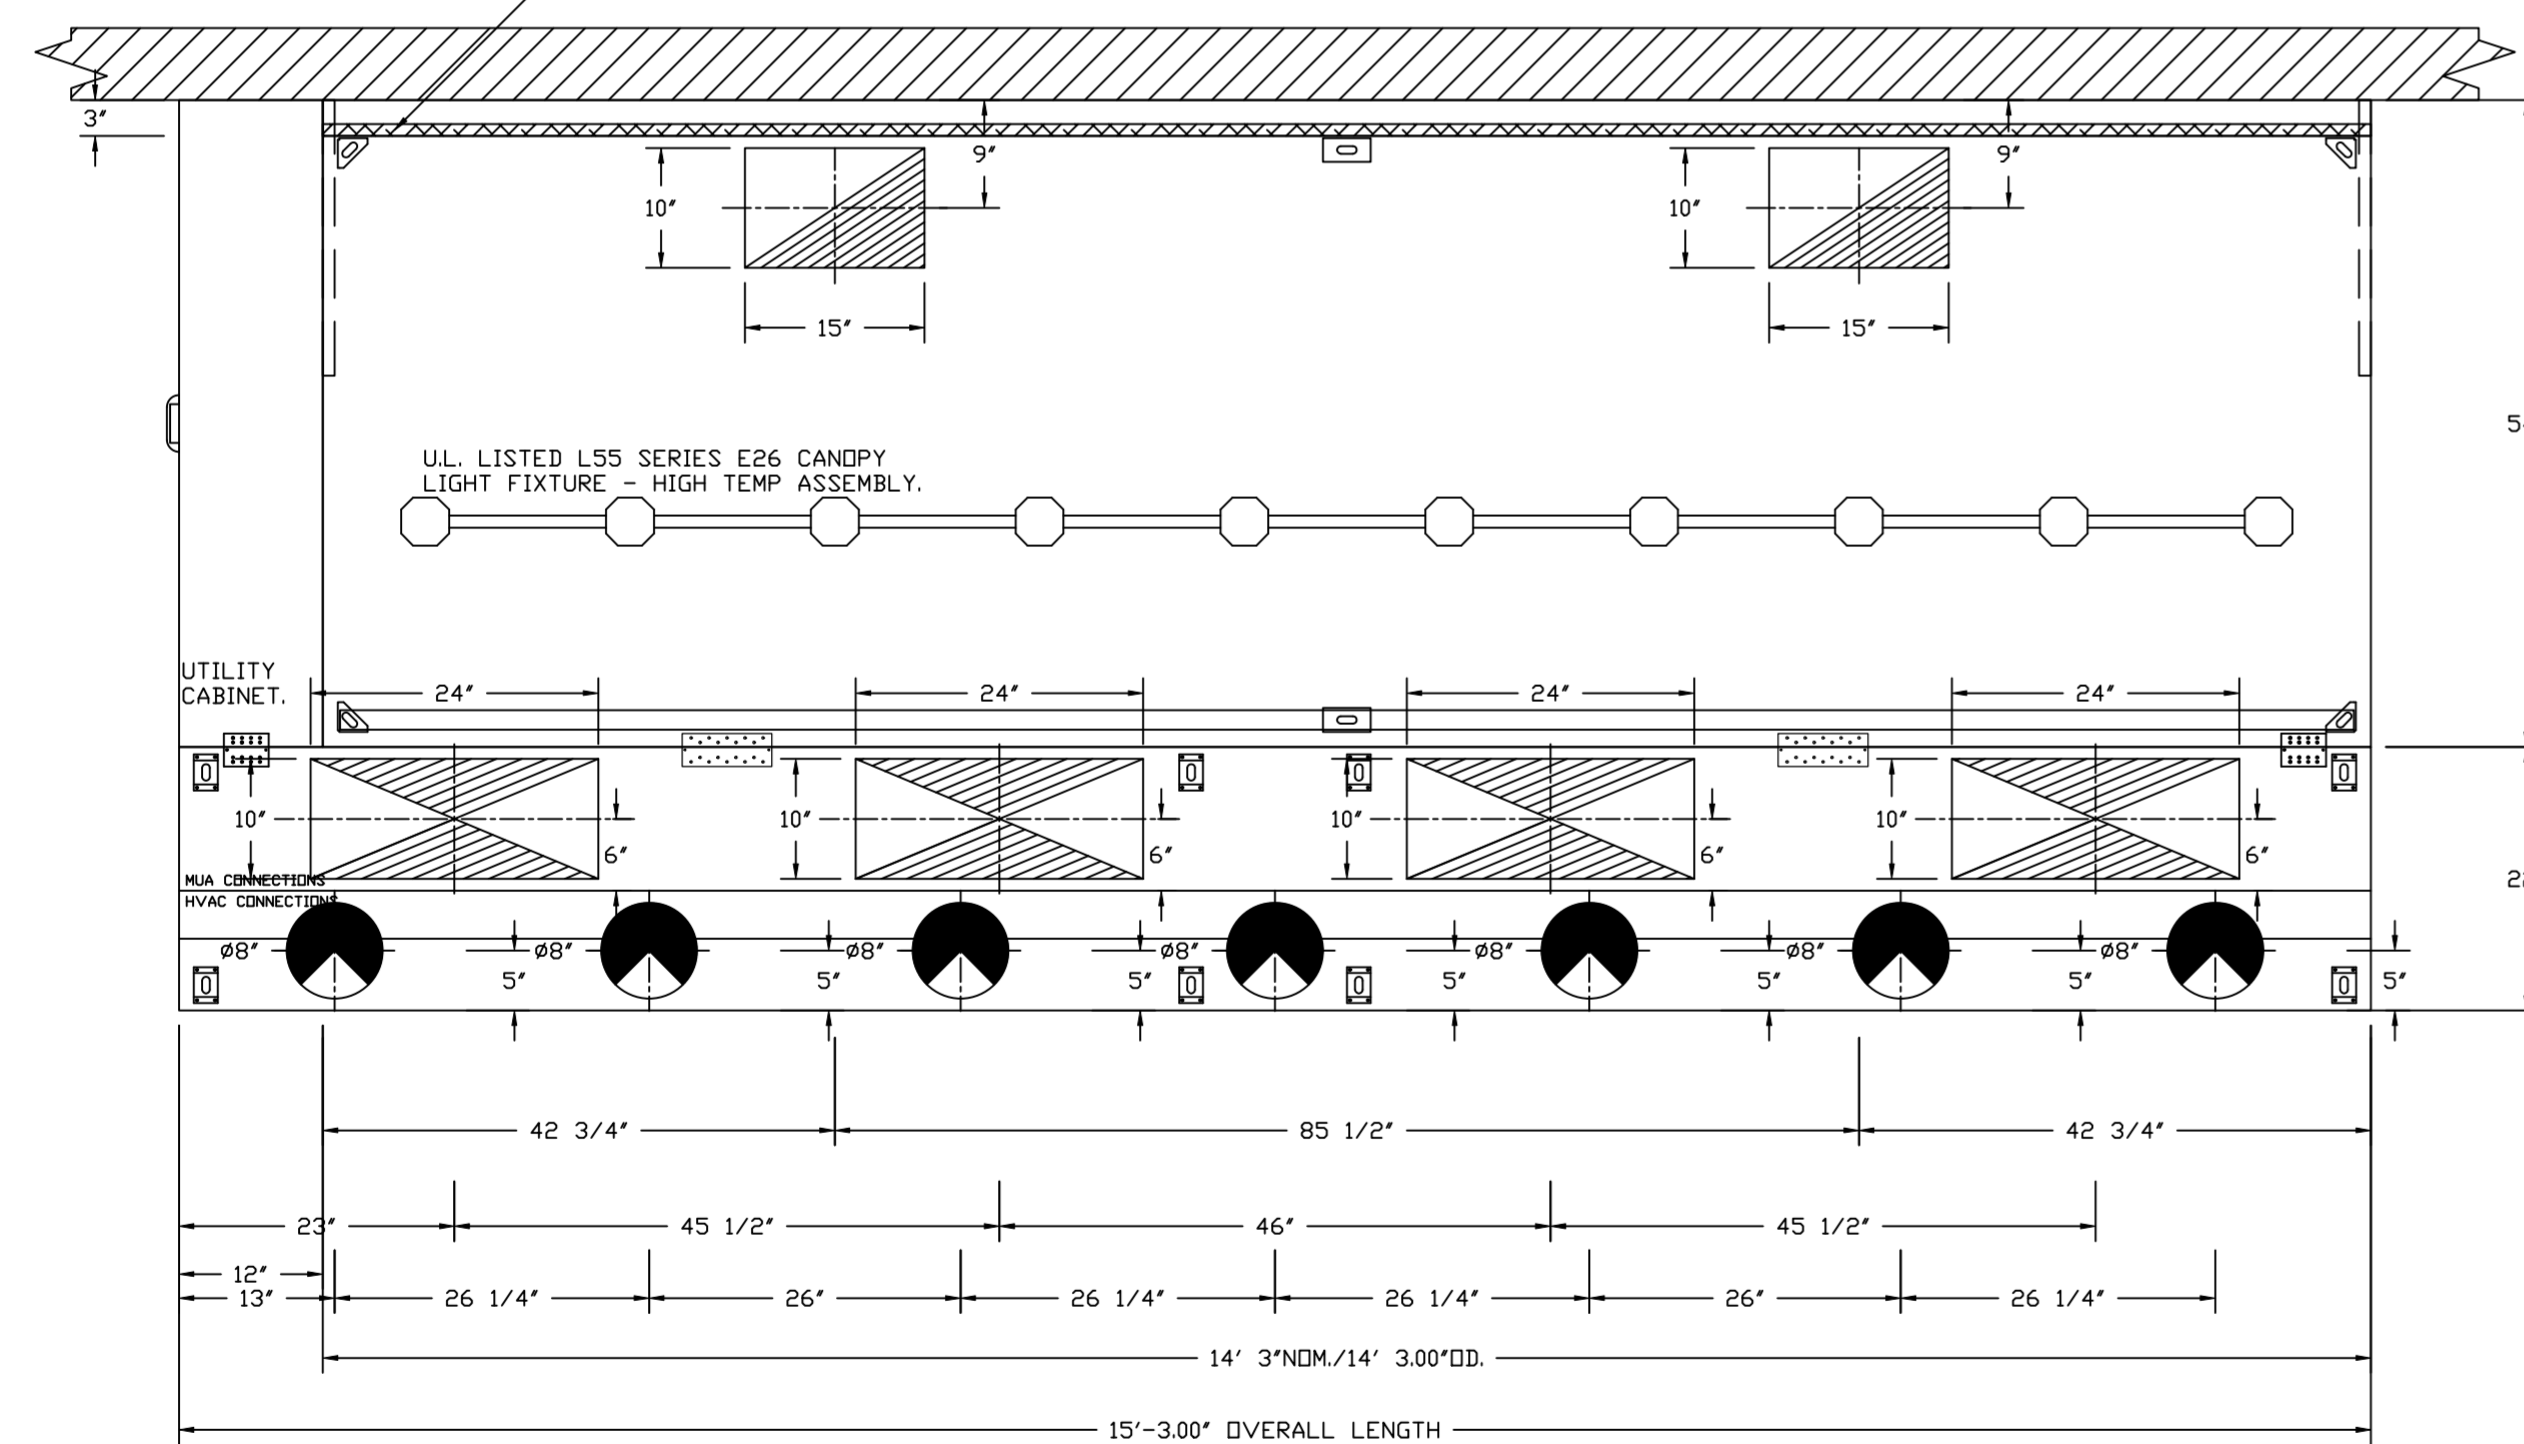 3″
9″
9″
10″
10″
15″
15″
U.L. LISTED L55 SERIES E26 CANOPY
LIGHT FIXTURE - HIGH TEMP ASSEMBLY.
UTILITY
CABINET.
24″
24″
24″
24″
10″
10″
10″
10″
6″
6″
6″
6″
MUA CONNECTIONS
HVAC CONNECTIONS
ø8″
ø8″
ø8″
ø8″
ø8″
ø8″
ø8″
5″
5″
5″
5″
5″
5″
5″
42 3/4″
85 1/2″
42 3/4″
23″
45 1/2″
46″
45 1/2″
12″
13″
26 1/4″
26″
26 1/4″
26 1/4″
26″
26 1/4″
14′ 3″NOM./14′ 3.00″OD.
15′-3.00″ OVERALL LENGTH